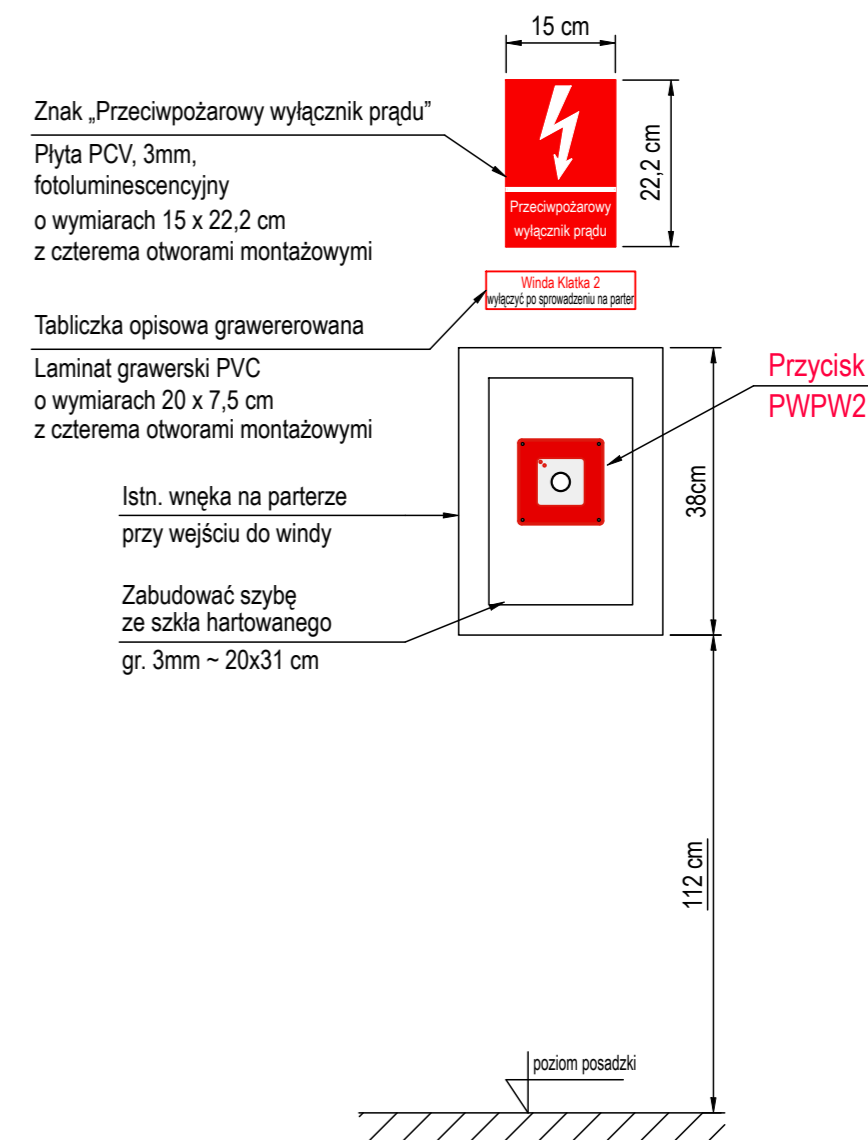 15 cm
Znak „Przeciwpożarowy wyłącznik prądu”
Płyta PCV, 3mm,
fotoluminescencyjny
o wymiarach 15 x 22,2 cm
z czterema otworami montażowymi
22,2 cm
Przeciwpożarowy
wyłącznik prądu
Winda Klatka 2
wyłączyć po sprowadzeniu na parter
Tabliczka opisowa grawererowana
Laminat grawerski PVC
o wymiarach 20 x 7,5 cm
z czterema otworami montażowymi
Przycisk
PWPW2
Istn. wnęka na parterze
przy wejściu do windy
38cm
Zabudować szybę
ze szkła hartowanego
gr. 3mm ~ 20x31 cm
112 cm
poziom posadzki